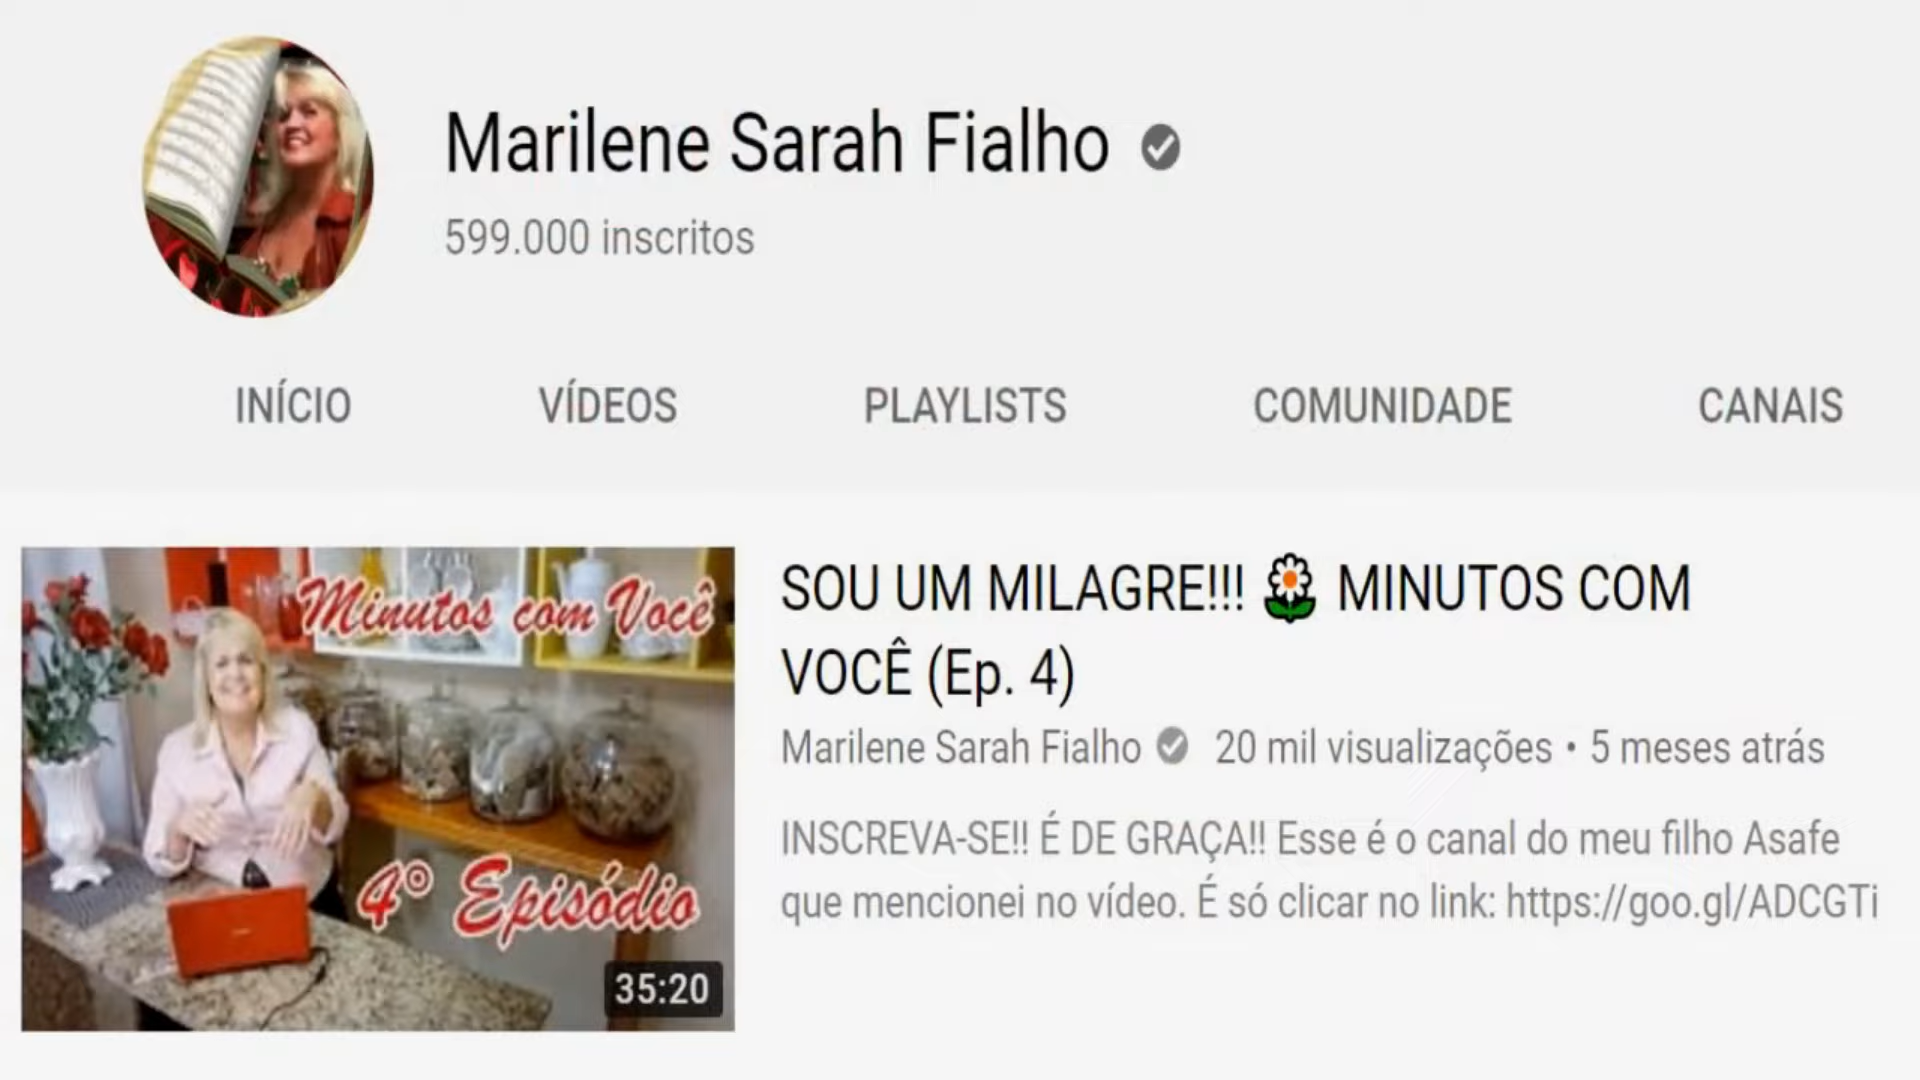 Marilene Sarah Fialho
599.000 inscritos
INÍCIO VÍDEOS PLAYLISTS COMUNIDADE CANAIS
Minutos com Você
4º Episódio
35:20
SOU UM MILAGRE!!! 🌼 MINUTOS COM
VOCÊ (Ep. 4)
Marilene Sarah Fialho 20 mil visualizações • 5 meses atrás
INSCREVA-SE!! É DE GRAÇA!! Esse é o canal do meu filho Asafe
que mencionei no vídeo. É só clicar no link: https://goo.gl/ADCGTi